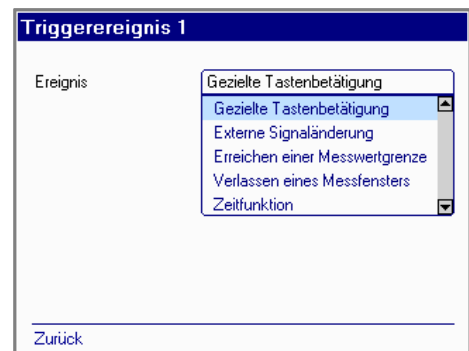 Triggerereignis 1
Ereignis
Gezielte Tastenbetätigung
Gezielte Tastenbetätigung
Externe Signaländerung
Erreichen einer Messwertgrenze
Verlassen eines Messfensters
Zeitfunktion
Zurück